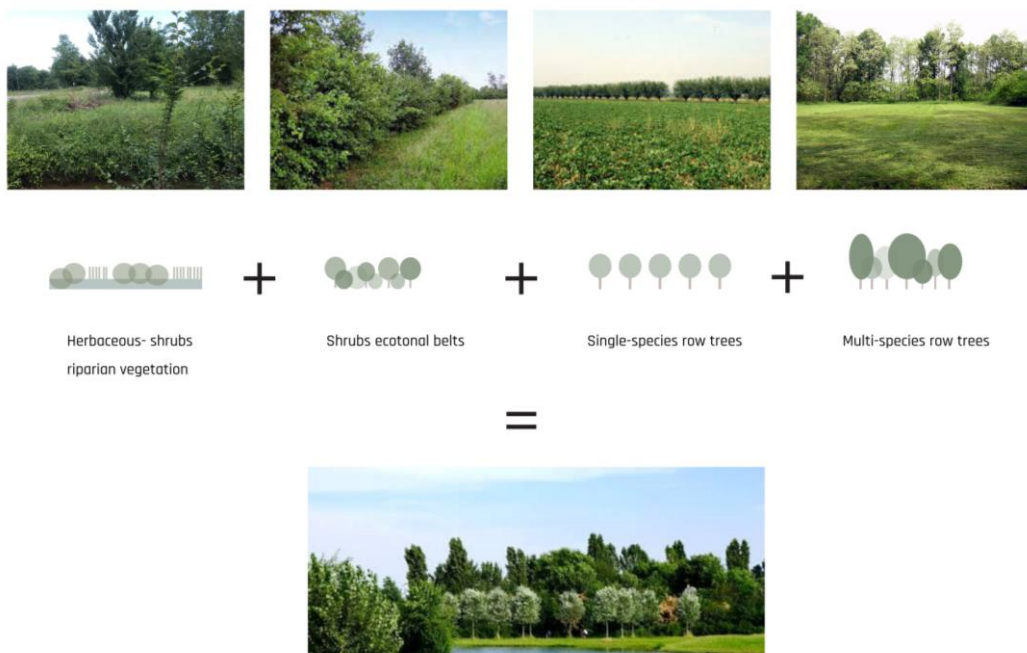 + + +
Herbaceous- shrubs
riparian vegetation
Shrubs ecotonal belts
Single-species row trees
Multi-species row trees
=